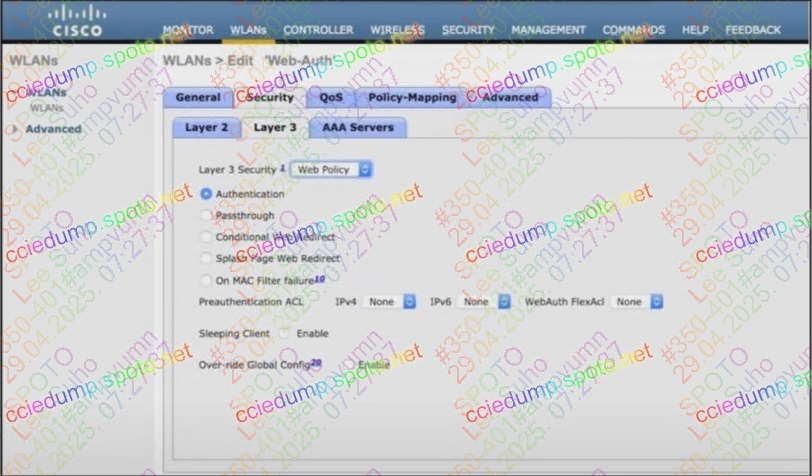 CISCO
MONITOR WLANs CONTROLLER WIRELESS SECURITY MANAGEMENT COMMANDS HELP FEEDBACK
WLANs
WLANs > Edit 'Web-Auth'
WLANs
WLANs
Advanced
General Security QoS Policy-Mapping Advanced
Layer 2 Layer 3 AAA Servers
Layer 3 Security 1 Web Policy
Authentication
Passthrough
Conditional Web Redirect
Splash Page Web Redirect
On MAC Filter failure10
Preauthentication ACL IPv4 None IPv6 None WebAuth FlexAcl None
Sleeping Client Enable
Over-ride Global Config20 Enable
cciedump.spoto.net
SPOTO
#350-401#ampvumn
Lee Suho
29.04.2025. 07:27:37